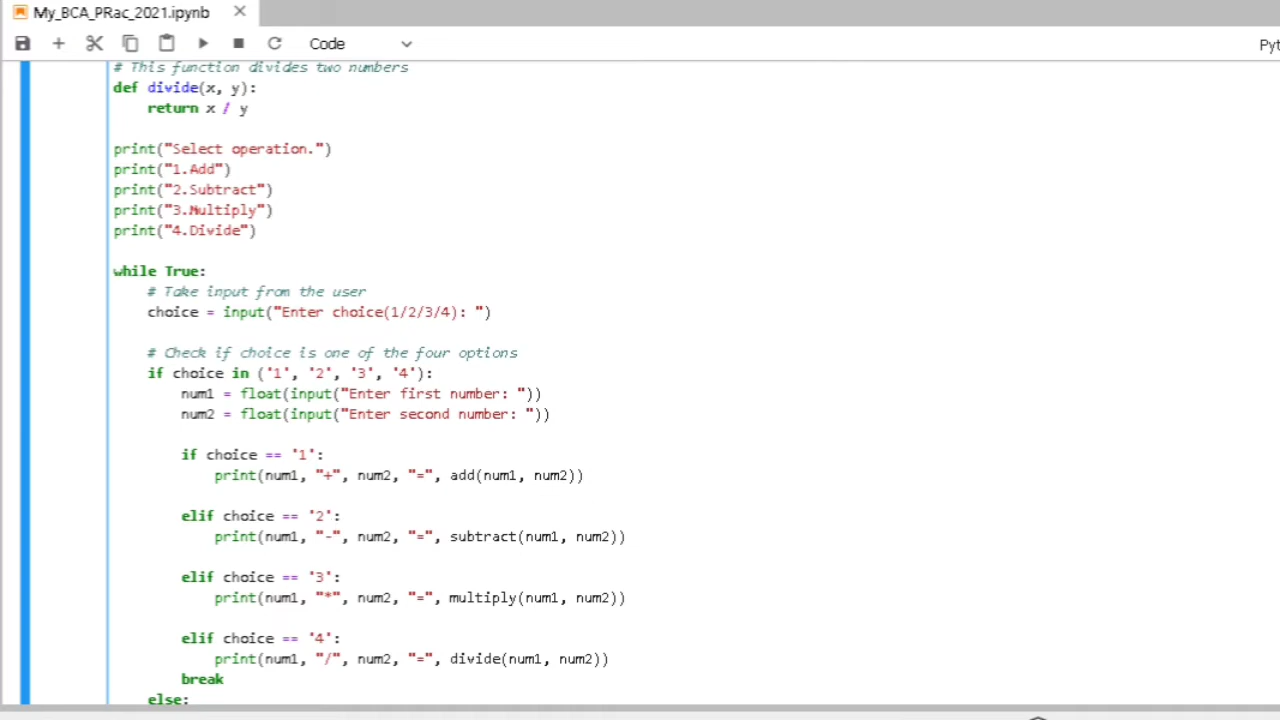 My_BCA_PRac_2021.ipynb
Code
# This function divides two numbers
def divide(x, y):
    return x / y
print("Select operation.")
print("1.Add")
print("2.Subtract")
print("3.Multiply")
print("4.Divide")
while True:
    # Take input from the user
    choice = input("Enter choice(1/2/3/4): ")
    # Check if choice is one of the four options
    if choice in ('1', '2', '3', '4'):
        num1 = float(input("Enter first number: "))
        num2 = float(input("Enter second number: "))
        if choice == '1':
            print(num1, "+", num2, "=", add(num1, num2))
        elif choice == '2':
            print(num1, "-", num2, "=", subtract(num1, num2))
        elif choice == '3':
            print(num1, "*", num2, "=", multiply(num1, num2))
        elif choice == '4':
            print(num1, "/", num2, "=", divide(num1, num2))
        break
    else: